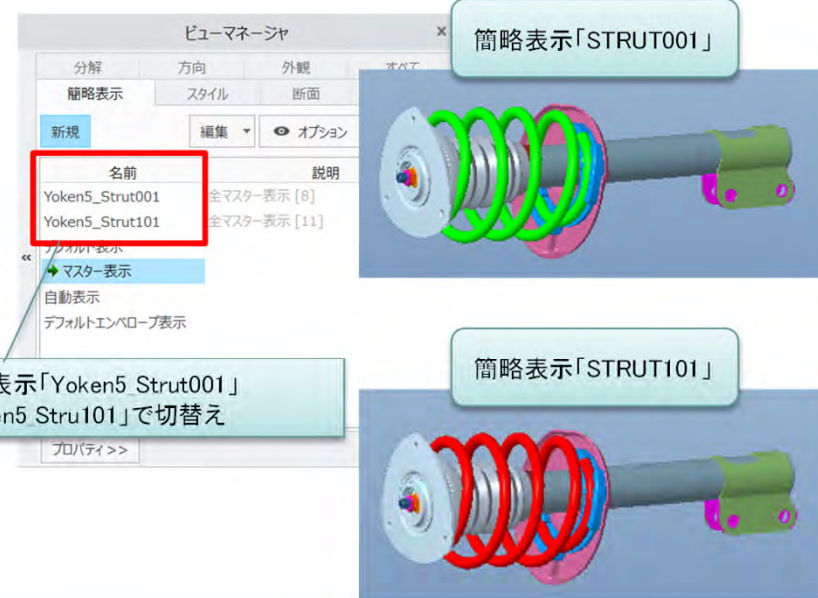 ビューマネージャ
×
分解 方向 外観 すべて
簡略表示 スタイル 断面
新規 編集 オプション
名前 説明
Yoken5_Strut001 全マスター表示 [8]
Yoken5_Strut101 全マスター表示 [11]
デフォルト表示
«
マスター表示
自動表示
デフォルトエンベロープ表示
表示「Yoken5_Strut001」
en5_Stru101」で切替え
プロパティ >>
簡略表示「STRUT001」
簡略表示「STRUT101」